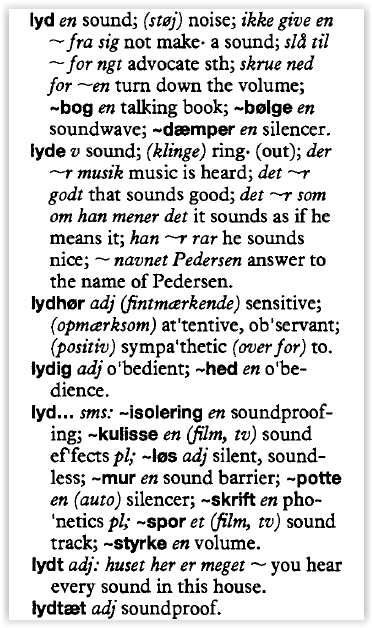 lyd en sound; (støj) noise; ikke give en
~ fra sig not make· a sound; slå til
~ for ngt advocate sth; skrue ned
for ~en turn down the volume;
~bog en talking book; ~bølge en
soundwave; ~dæmper en silencer.
lyde v sound; (klinge) ring· (out); der
~r musik music is heard; det ~r
godt that sounds good; det ~r som
om han mener det it sounds as if he
means it; han ~r rar he sounds
nice; ~ navnet Pedersen answer to
the name of Pedersen.
lydhør adj (fintmærkende) sensitive;
(opmærksom) at'tentive, ob'servant;
(positiv) sympa'thetic (over for) to.
lydig adj o'bedient; ~hed en o'be-
dience.
lyd... sms: ~isolering en soundproof-
ing; ~kulisse en (film, tv) sound
ef'fects pl; ~løs adj silent, sound-
less; ~mur en sound barrier; ~potte
en (auto) silencer; ~skrift en pho-
'netics pl; ~spor et (film, tv) sound
track; ~styrke en volume.
lydt adj: huset her er meget ~ you hear
every sound in this house.
lydtæt adj soundproof.